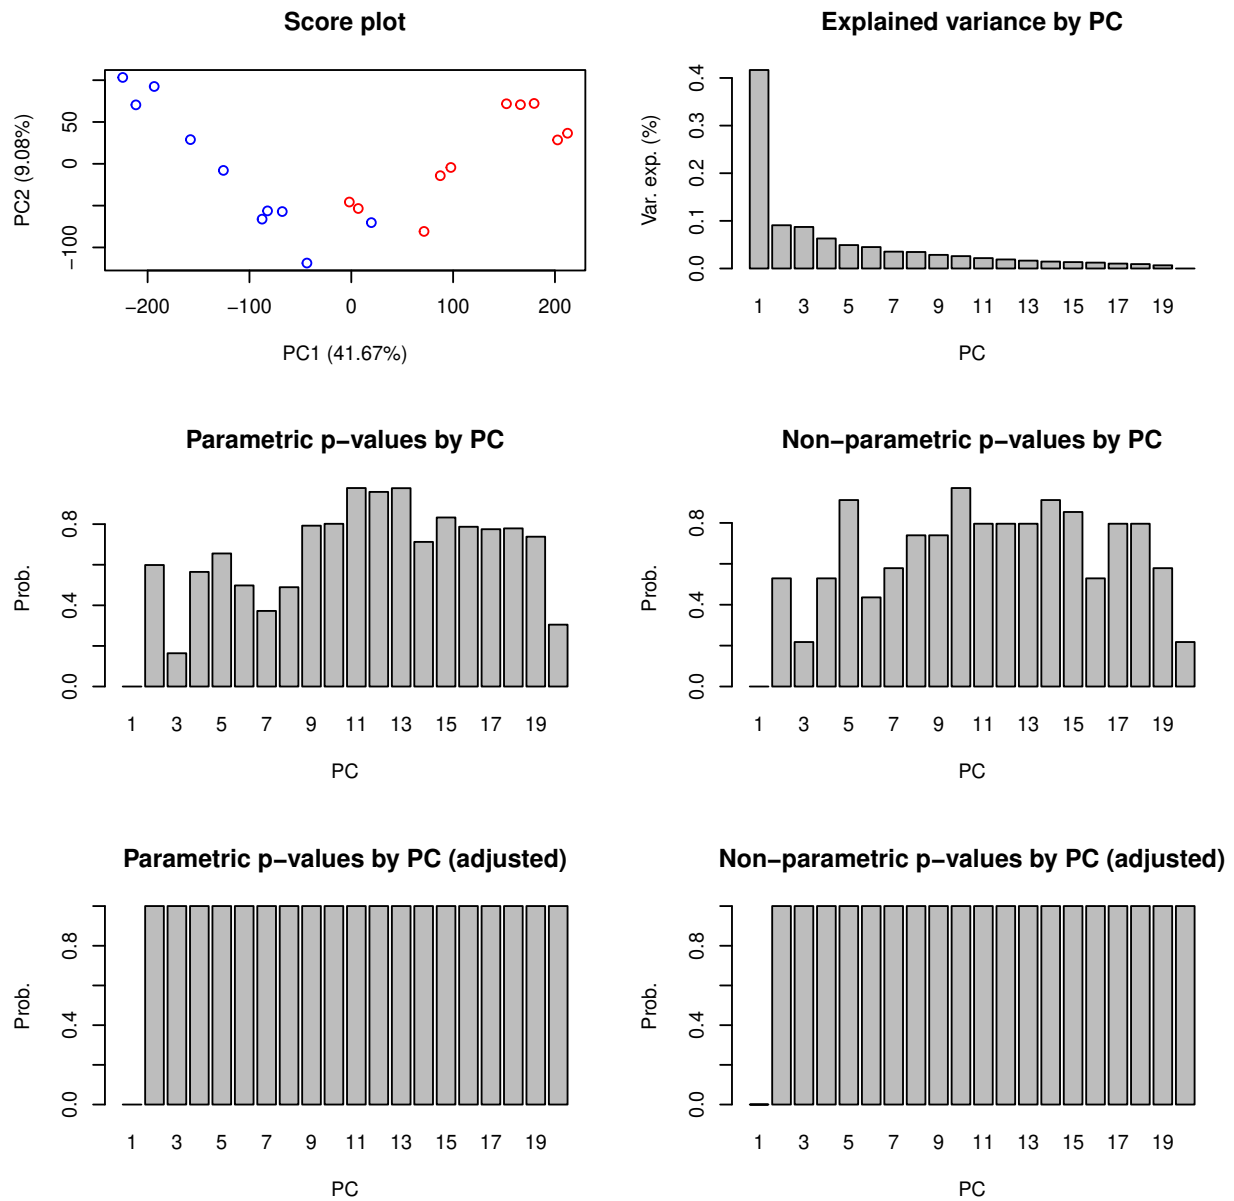 Score plot
50
0
−100
PC2 (9.08%)
−200 −100 0 100 200
PC1 (41.67%)
Explained variance by PC
0.4
0.3
0.2
0.1
0.0
Var. exp. (%)
1 3 5 7 9 11 13 15 17 19
PC
Parametric p−values by PC
0.8
0.4
0.0
Prob.
1 3 5 7 9 11 13 15 17 19
PC
Non−parametric p−values by PC
0.8
0.4
0.0
Prob.
1 3 5 7 9 11 13 15 17 19
PC
Parametric p−values by PC (adjusted)
0.8
0.4
0.0
Prob.
1 3 5 7 9 11 13 15 17 19
PC
Non−parametric p−values by PC (adjusted)
0.8
0.4
0.0
Prob.
1 3 5 7 9 11 13 15 17 19
PC